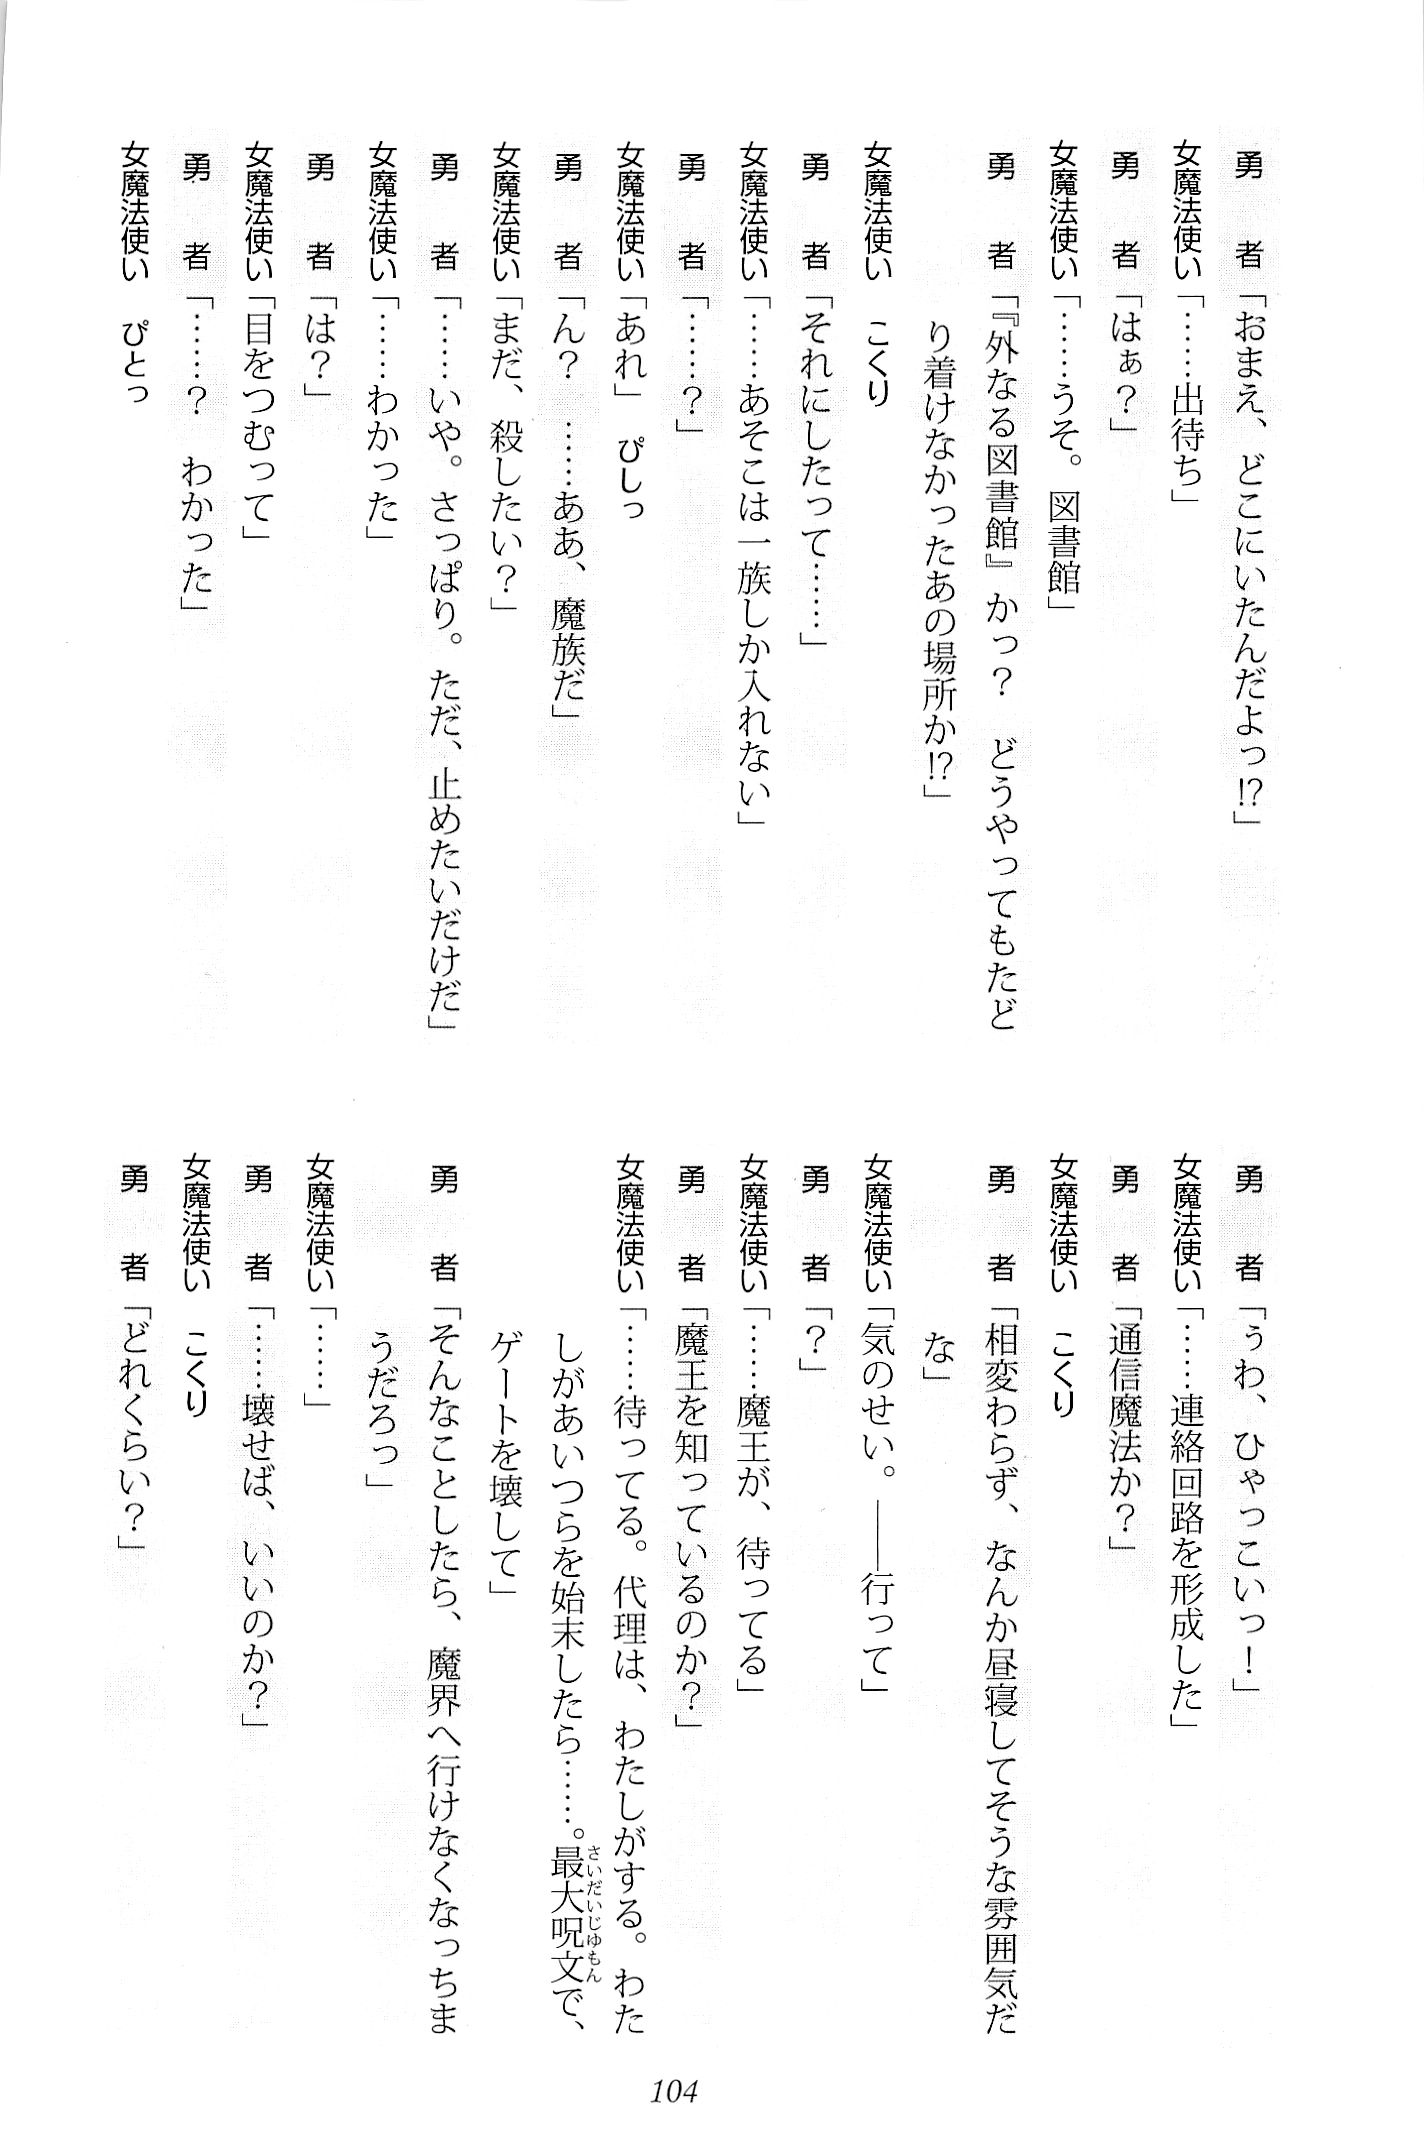 勇者「おまえ、どこにいたんだよっ!?」
女魔法使い「……出待ち」
勇者「はぁ？」
女魔法使い「……うそ。図書館」
勇者「『外なる図書館』かっ？　どうやってもたど
り着けなかったあの場所か!?」
女魔法使い　こくり
勇者「それにしたって……」
女魔法使い「……あそこは一族しか入れない」
勇者「……？」
女魔法使い「あれ」　ぴしっ
勇者「ん？　……ああ、魔族だ」
女魔法使い「まだ、殺したい？」
勇者「……いや。さっぱり。ただ、止めたいだけだ」
女魔法使い「……わかった」
勇者「は？」
女魔法使い「目をつむって」
勇者「……？　わかった」
女魔法使い　ぴとっ
勇者「うわ、ひゃっこいっ！」
女魔法使い「……連絡回路を形成した」
勇者「通信魔法か？」
女魔法使い　こくり
勇者「相変わらず、なんか昼寝してそうな雰囲気だ
な」
女魔法使い「気のせい。――行って」
勇者「？」
女魔法使い「……魔王が、待ってる」
勇者「魔王を知っているのか？」
女魔法使い「……待ってる。代理は、わたしがする。わた
しがあいつらを始末したら……。最大呪文で、
さいだいじゆもん
ゲートを壊して」
勇者「そんなことしたら、魔界へ行けなくなっちま
うだろっ」
女魔法使い「……」
勇者「……壊せば、いいのか？」
女魔法使い　こくり
勇者「どれくらい？」
104